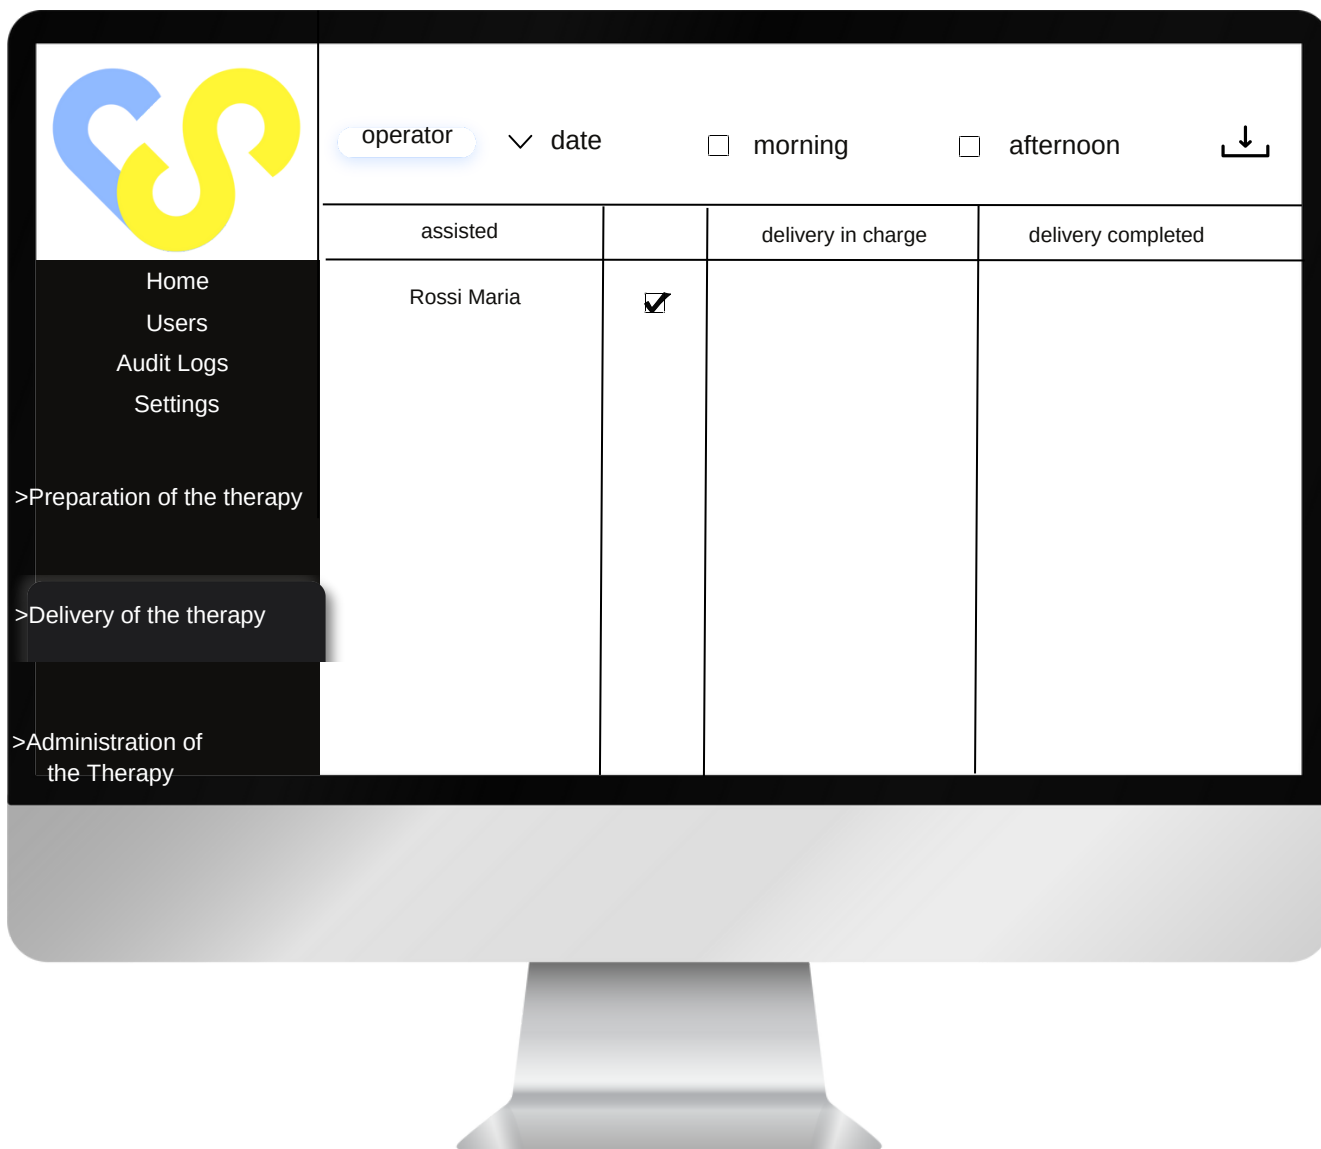 operator
date
morning
afternoon
assisted
delivery in charge
delivery completed
Rossi Maria
Home
Users
Audit Logs
Settings
>Preparation of the therapy
>Delivery of the therapy
>Administration of
the Therapy